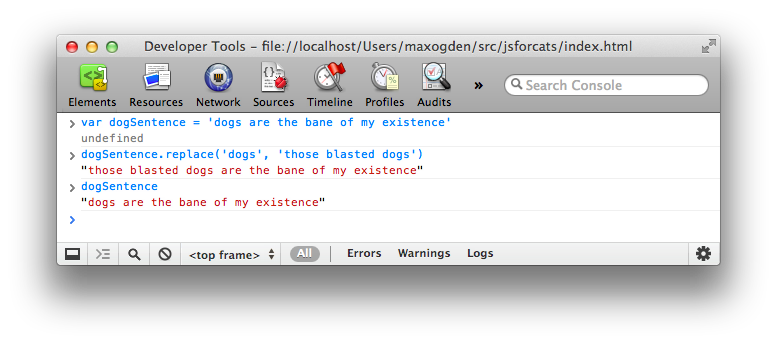 Developer Tools - file://localhost/Users/maxogden/src/jsforcats/index.html
Elements Resources Network Sources Timeline Profiles Audits » Search Console
> var dogSentence = 'dogs are the bane of my existence'
undefined
> dogSentence.replace('dogs', 'those blasted dogs')
"those blasted dogs are the bane of my existence"
> dogSentence
"dogs are the bane of my existence"
>
<top frame> All Errors Warnings Logs